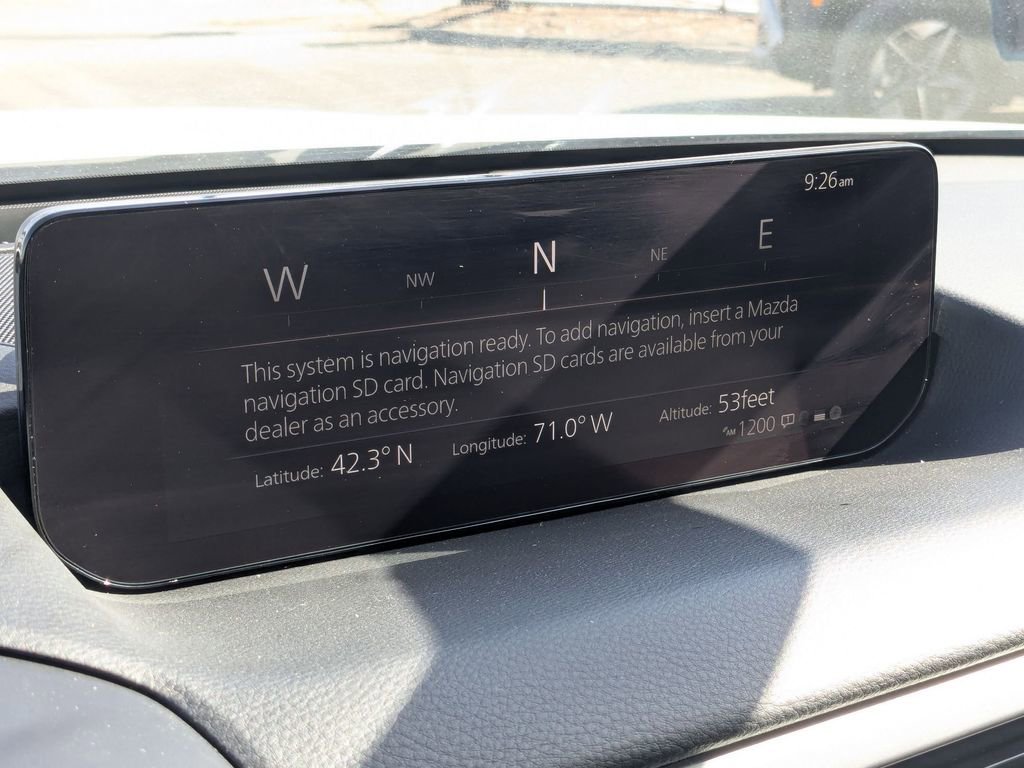 9:26am
W NW N NE E
This system is navigation ready. To add navigation, insert a Mazda
navigation SD card. Navigation SD cards are available from your
dealer as an accessory.
Latitude: 42.3° N Longitude: 71.0° W Altitude: 53feet
AM 1200